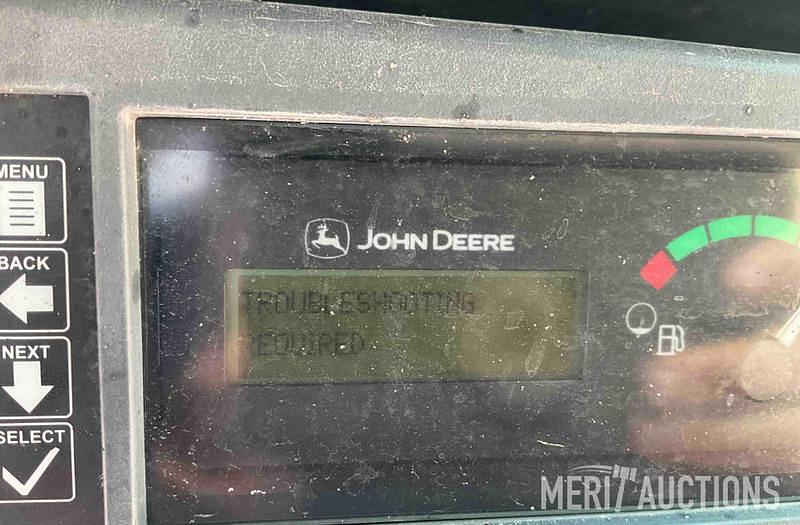 MENU
BACK
NEXT
SELECT
JOHN DEERE
TROUBLESHOOTING
REQUIRED
MERIT AUCTIONS